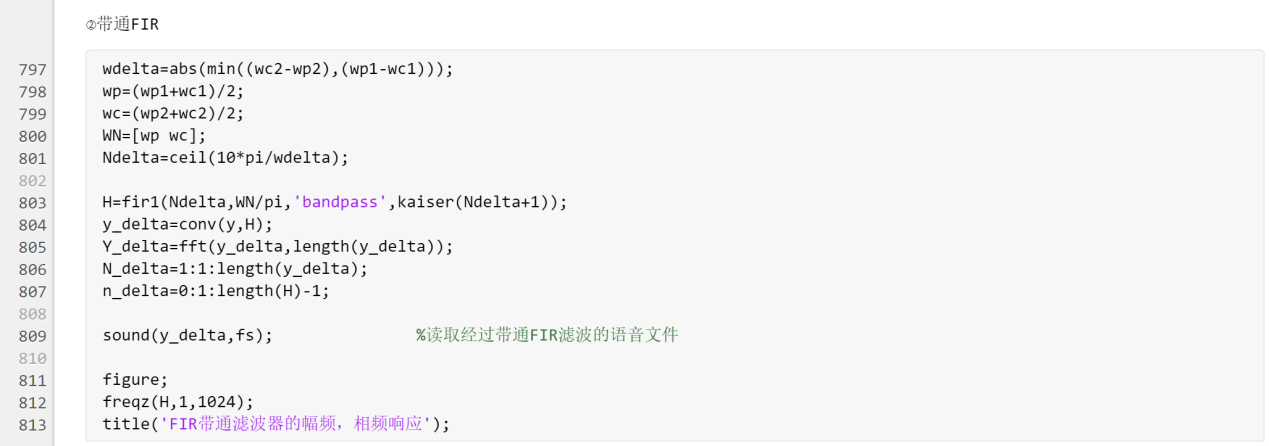 ②带通FIR
797 wdelta=abs(min((wc2-wp2),(wp1-wc1)));
798 wp=(wp1+wc1)/2;
799 wc=(wp2+wc2)/2;
800 WN=[wp wc];
801 Ndelta=ceil(10*pi/wdelta);
802
803 H=fir1(Ndelta,WN/pi,'bandpass',kaiser(Ndelta+1));
804 y_delta=conv(y,H);
805 Y_delta=fft(y_delta,length(y_delta));
806 N_delta=1:1:length(y_delta);
807 n_delta=0:1:length(H)-1;
808
809 sound(y_delta,fs); %读取经过带通FIR滤波的语音文件
810
811 figure;
812 freqz(H,1,1024);
813 title('FIR带通滤波器的幅频，相频响应');